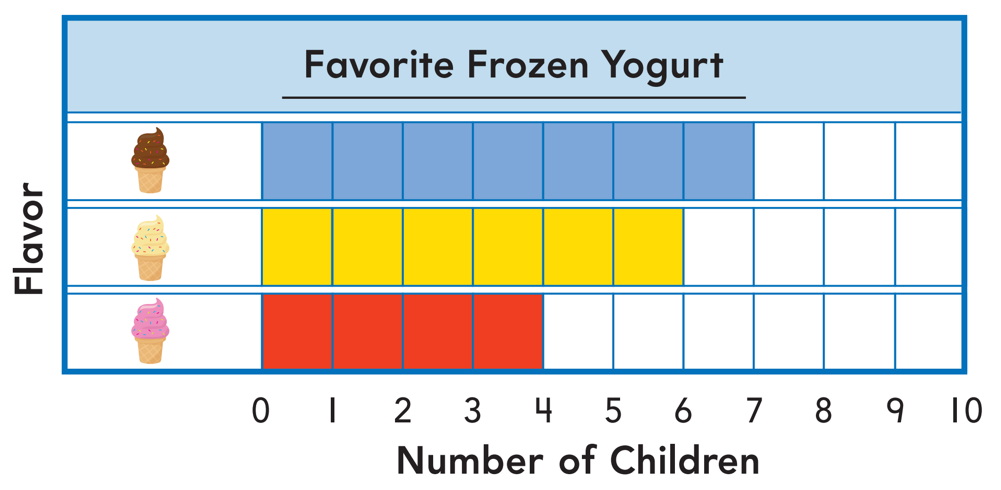 Favorite Frozen Yogurt
Flavor
0 1 2 3 4 5 6 7 8 9 10
Number of Children